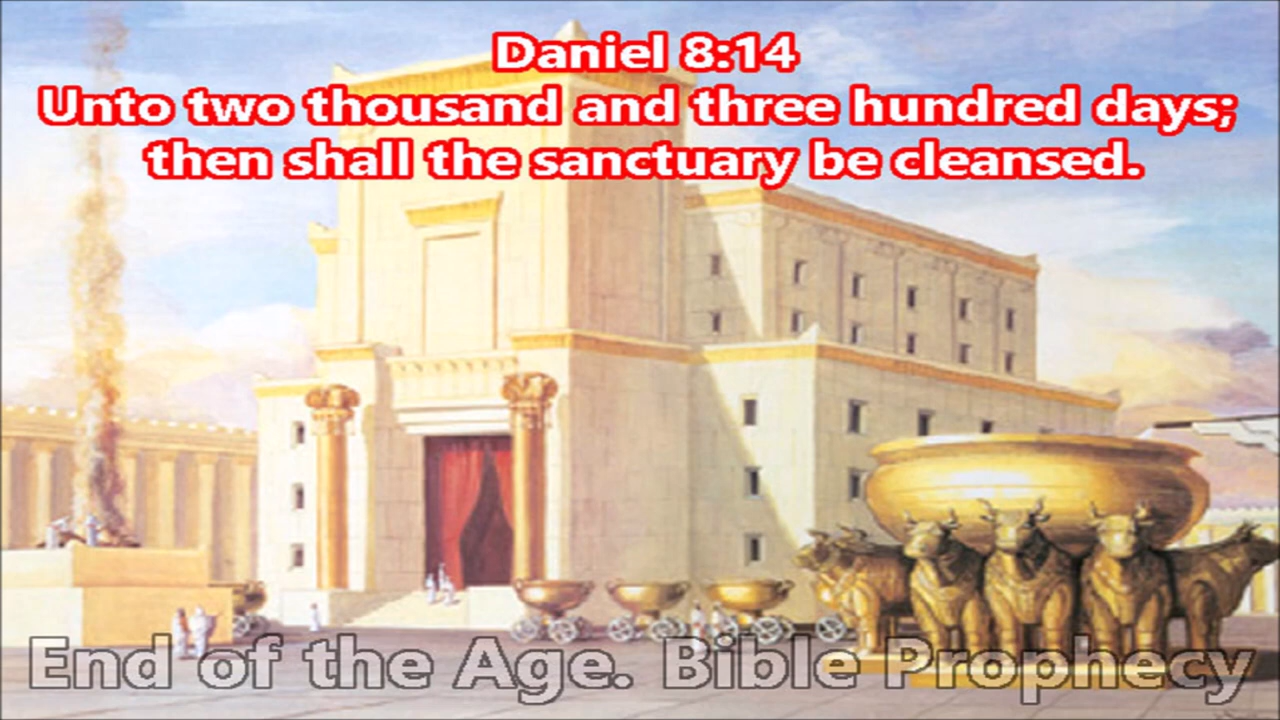 Daniel 8:14
Unto two thousand and three hundred days;
then shall the sanctuary be cleansed.
End of the Age. Bible Prophecy